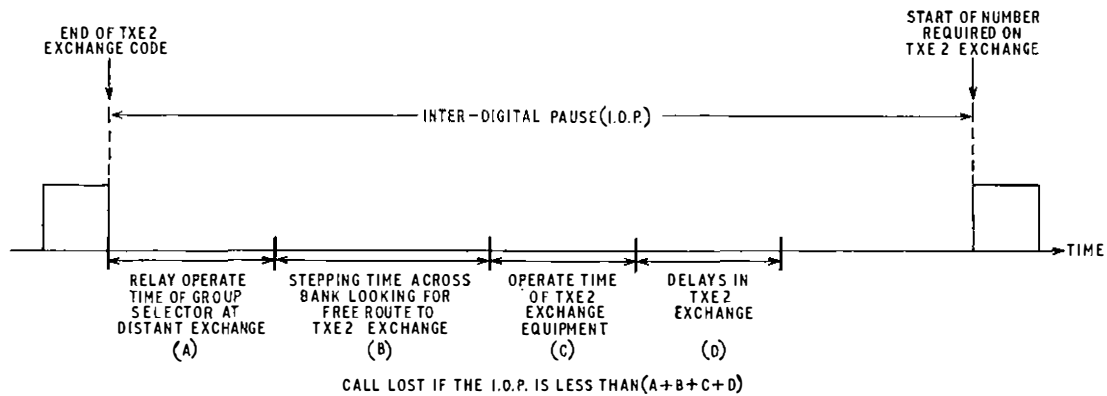 END OF TXE2
EXCHANGE CODE
START OF NUMBER
REQUIRED ON
TXE 2 EXCHANGE
INTER-DIGITAL PAUSE (I.O.P.)
TIME
RELAY OPERATE
TIME OF GROUP
SELECTOR AT
DISTANT EXCHANGE
(A)
STEPPING TIME ACROSS
BANK LOOKING FOR
FREE ROUTE TO
TXE2 EXCHANGE
(B)
OPERATE TIME
OF TXE2
EXCHANGE
EQUIPMENT
(C)
DELAYS IN
TXE2
EXCHANGE
(D)
CALL LOST IF THE I.D.P. IS LESS THAN (A+B+C+D)